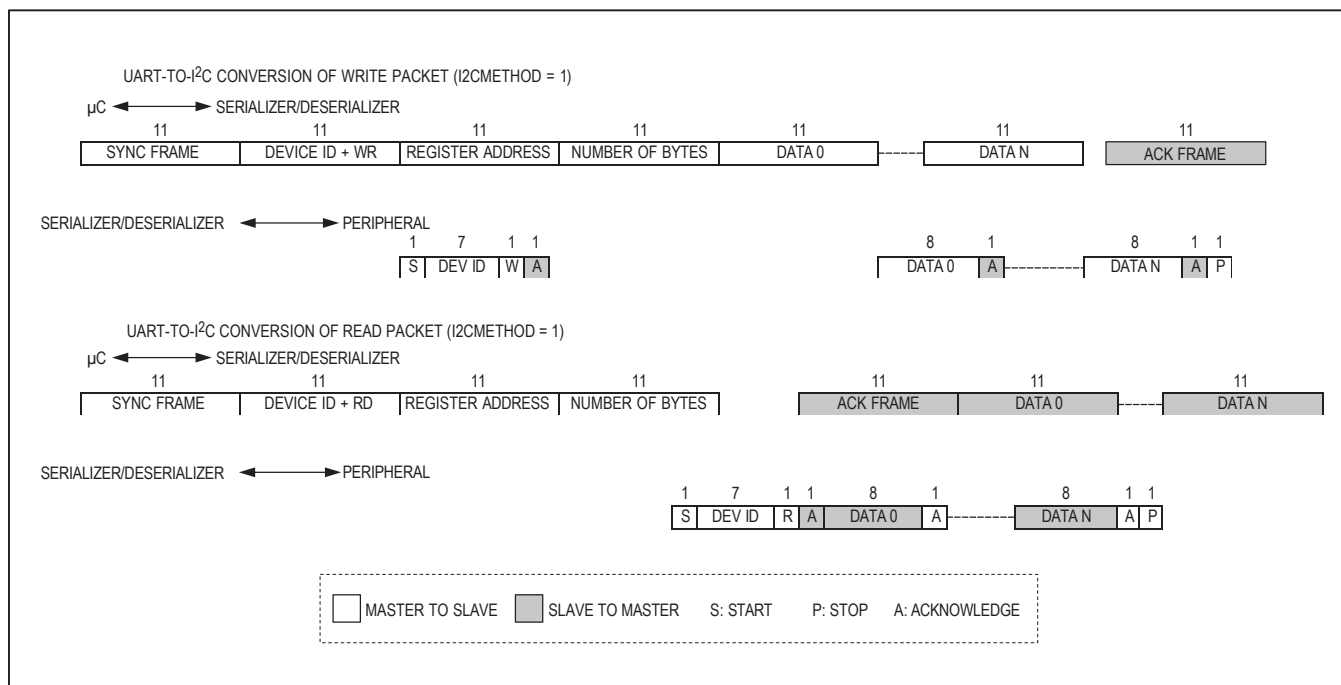 UART-TO-I2C CONVERSION OF WRITE PACKET (I2CMETHOD = 1)
µC SERIALIZER/DESERIALIZER
11 11 11 11 11 11 11
SYNC FRAME DEVICE ID + WR REGISTER ADDRESS NUMBER OF BYTES DATA 0 DATA N ACK FRAME
SERIALIZER/DESERIALIZER PERIPHERAL
1 7 1 1 8 1 8 1 1
S DEV ID W A DATA 0 A DATA N A P
UART-TO-I2C CONVERSION OF READ PACKET (I2CMETHOD = 1)
µC SERIALIZER/DESERIALIZER
11 11 11 11 11 11 11
SYNC FRAME DEVICE ID + RD REGISTER ADDRESS NUMBER OF BYTES ACK FRAME DATA 0 DATA N
SERIALIZER/DESERIALIZER PERIPHERAL
1 7 1 1 8 1 8 1 1
S DEV ID R A DATA 0 A DATA N A P
MASTER TO SLAVE SLAVE TO MASTER S: START P: STOP A: ACKNOWLEDGE